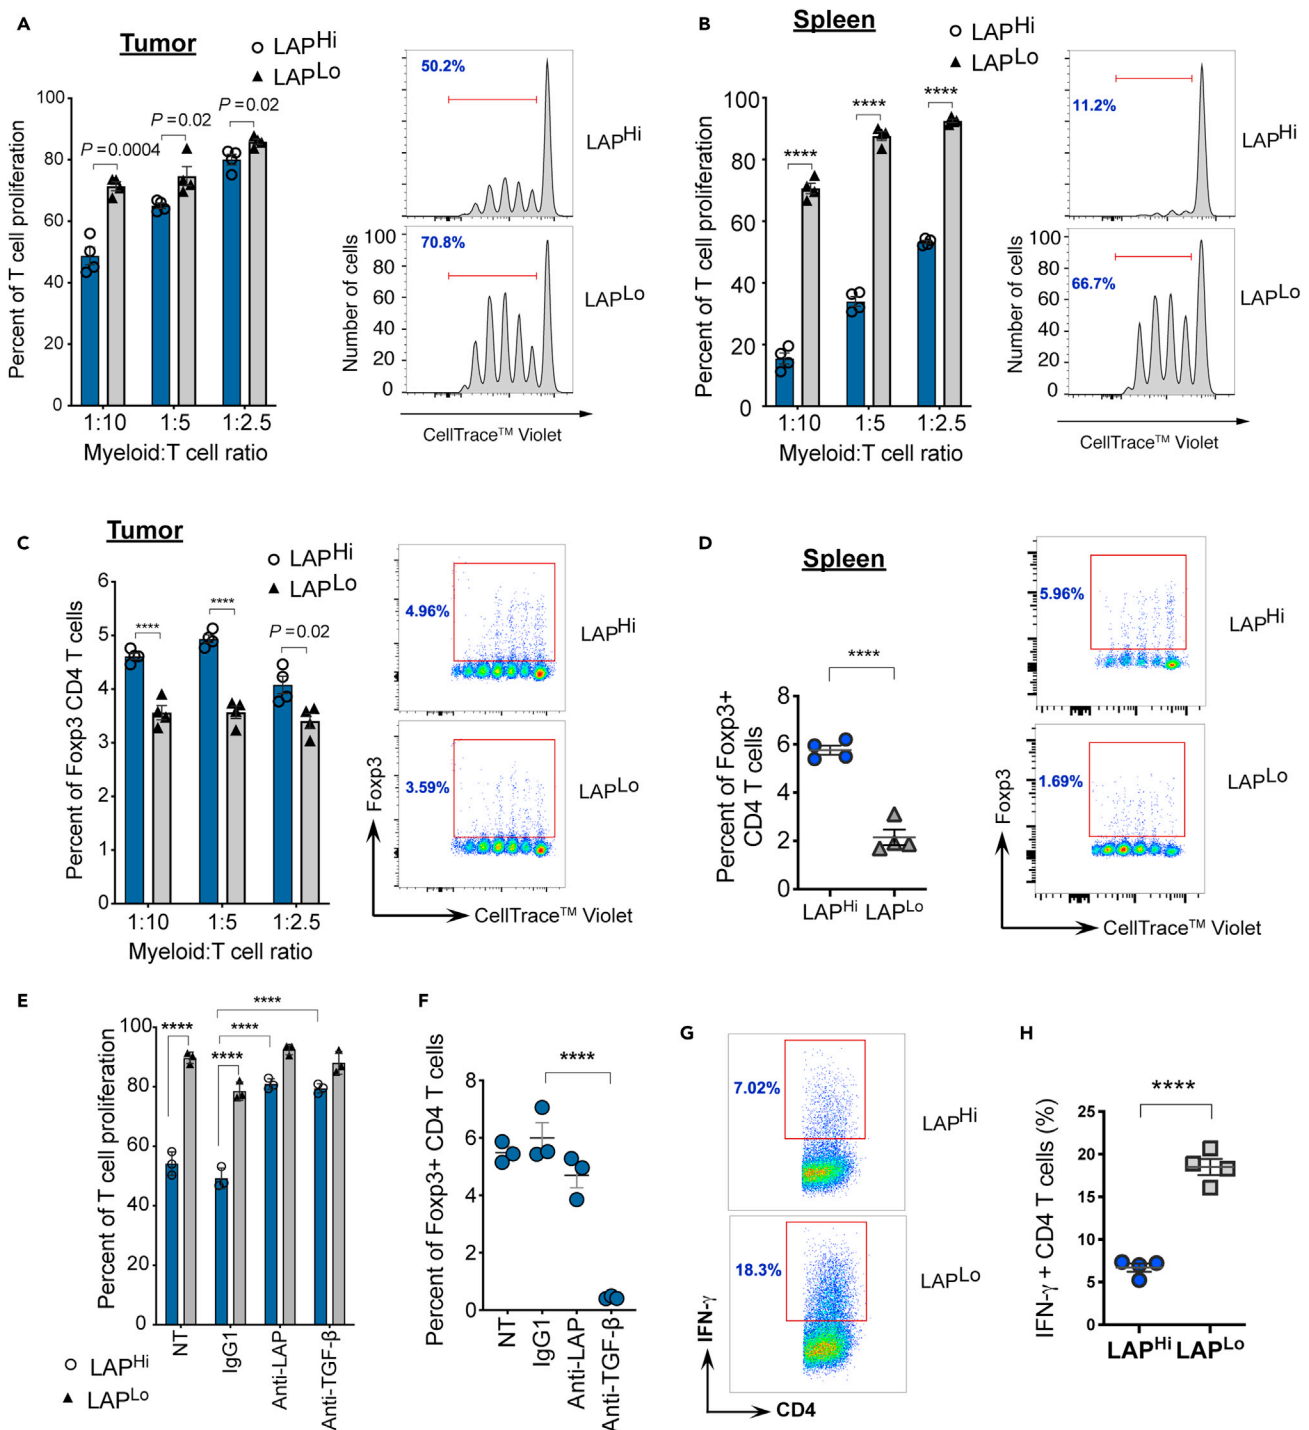 A
Tumor
LAPHi
LAPLo
Percent of T cell proliferation
100
80
60
40
20
0
P = 0.0004
P = 0.02
P = 0.02
1:10
1:5
1:2.5
Myeloid:T cell ratio
50.2%
LAPHi
70.8%
LAPLo
Number of cells
100
80
60
40
20
0
CellTrace™ Violet
B
Spleen
LAPHi
LAPLo
Percent of T cell proliferation
100
80
60
40
20
0
****
****
****
1:10
1:5
1:2.5
Myeloid:T cell ratio
11.2%
LAPHi
66.7%
LAPLo
Number of cells
100
80
60
40
20
0
CellTrace™ Violet
C
Tumor
LAPHi
LAPLo
Percent of Foxp3 CD4 T cells
6
5
4
3
2
1
0
****
****
P = 0.02
1:10
1:5
1:2.5
Myeloid:T cell ratio
4.96%
LAPHi
3.59%
LAPLo
Foxp3
CellTrace™ Violet
D
Spleen
Percent of Foxp3+
CD4 T cells
8
6
4
2
0
****
LAPHi
LAPLo
5.96%
LAPHi
1.69%
LAPLo
Foxp3
CellTrace™ Violet
E
Percent of T cell proliferation
100
80
60
40
20
0
****
****
****
****
NT
IgG1
Anti-LAP
Anti-TGF-β
LAPHi
LAPLo
F
Percent of Foxp3+ CD4 T cells
8
6
4
2
0
****
NT
IgG1
Anti-LAP
Anti-TGF-β
G
7.02%
LAPHi
18.3%
LAPLo
IFN-γ
CD4
H
IFN-γ + CD4 T cells (%)
25
20
15
10
5
0
****
LAPHi
LAPLo